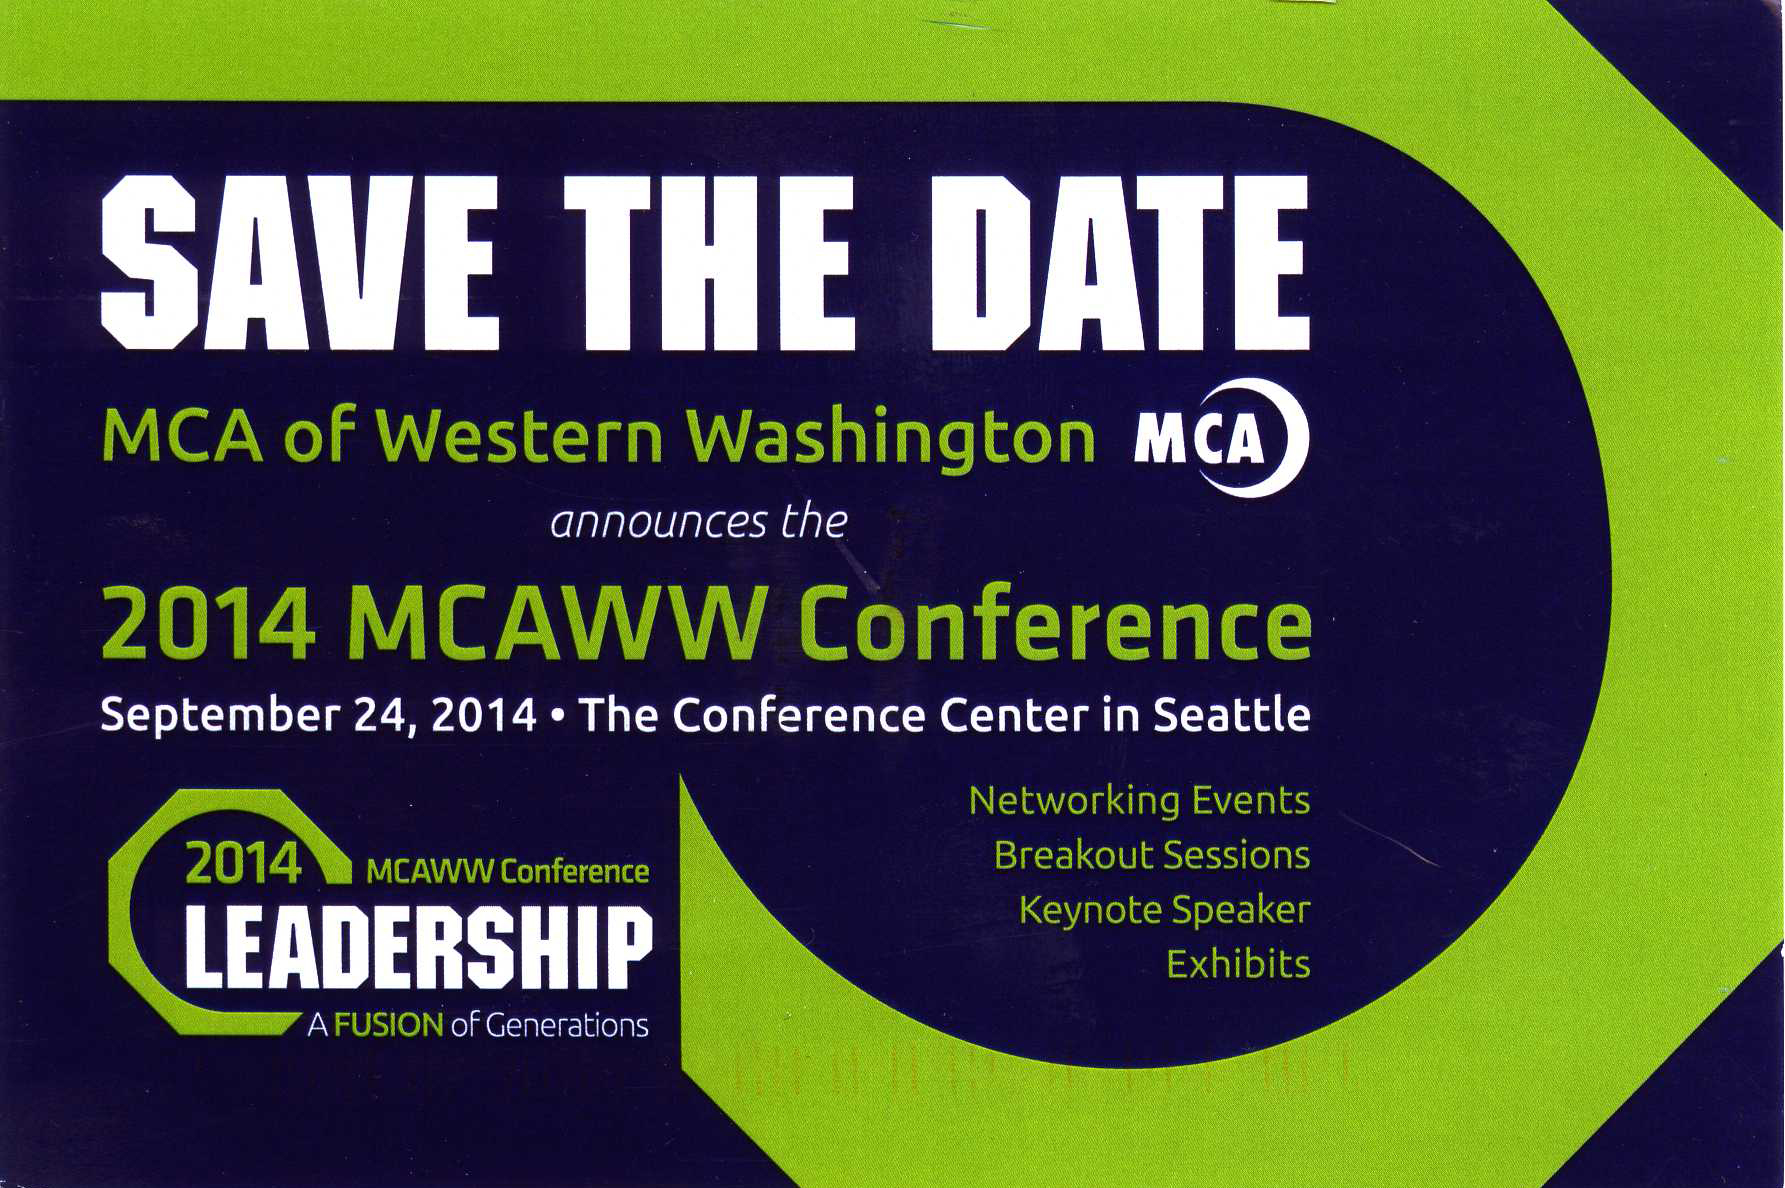 SAVE THE DATE
MCA of Western Washington MCA
announces the
2014 MCAWW Conference
September 24, 2014 • The Conference Center in Seattle
Networking Events
Breakout Sessions
Keynote Speaker
Exhibits
2014 MCAWW Conference
LEADERSHIP
A FUSION of Generations